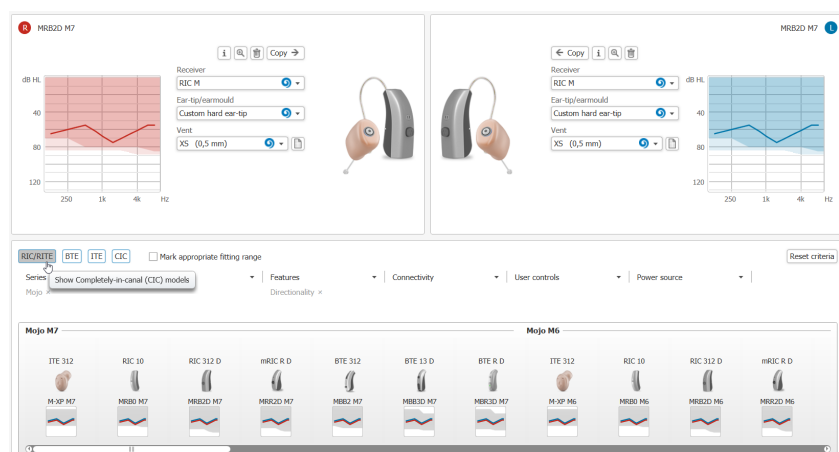 R MRB2D M7
MRB2D M7 L
i Copy →
← Copy i
Receiver
RIC M
Ear-tip/earmould
Custom hard ear-tip
Vent
XS (0,5 mm)
Receiver
RIC M
Ear-tip/earmould
Custom hard ear-tip
Vent
XS (0,5 mm)
dB HL
40
80
120
250 1k 4k Hz
dB HL
40
80
120
250 1k 4k Hz
RIC/RITE BTE ITE CIC Mark appropriate fitting range Reset criteria
Series Features Connectivity User controls Power source
Show Completely-in-canal (CIC) models
Mojo × Directionality ×
Mojo M7 Mojo M6
ITE 312 RIC 10 RIC 312 D mRIC R D BTE 312 BTE 13 D BTE R D ITE 312 RIC 10 RIC 312 D mRIC R D
M-XP M7 MRB0 M7 MRB2D M7 MRR2D M7 MBB2 M7 MBB3D M7 MBR3D M7 M-XP M6 MRB0 M6 MRB2D M6 MRR2D M6